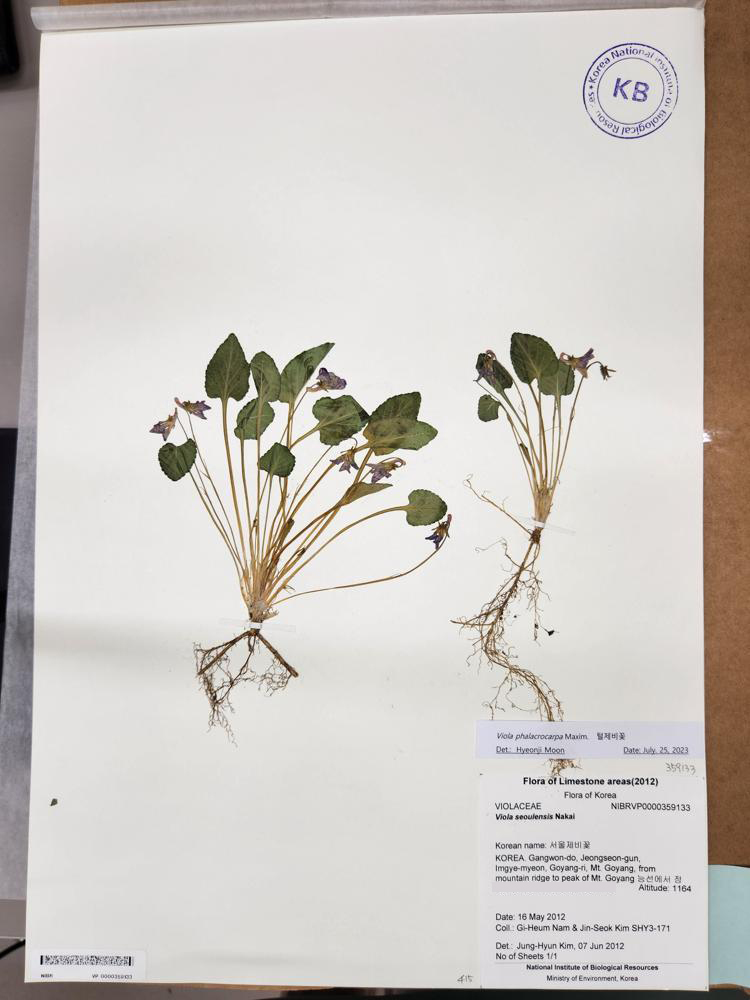 Korea National Institute of Biological Resources
KB
Viola phalacrocarpa Maxim. 털제비꽃
Det.: Hyeonji Moon Date: July. 25, 2023
359133
Flora of Limestone areas(2012)
Flora of Korea
VIOLACEAE NIBRVP0000359133
Viola seoulensis Nakai
Korean name: 서울제비꽃
KOREA. Gangwon-do, Jeongseon-gun,
Imgye-myeon, Goyang-ri, Mt. Goyang, from
mountain ridge to peak of Mt. Goyang 능선에서 정
Altitude: 1164
Date: 16 May 2012
Coll.: Gi-Heum Nam & Jin-Seok Kim SHY3-171
Det.: Jung-Hyun Kim, 07 Jun 2012
No of Sheets 1/1
National Institute of Biological Resources
Ministry of Environment, Korea
NIBR VP 0000359133
415